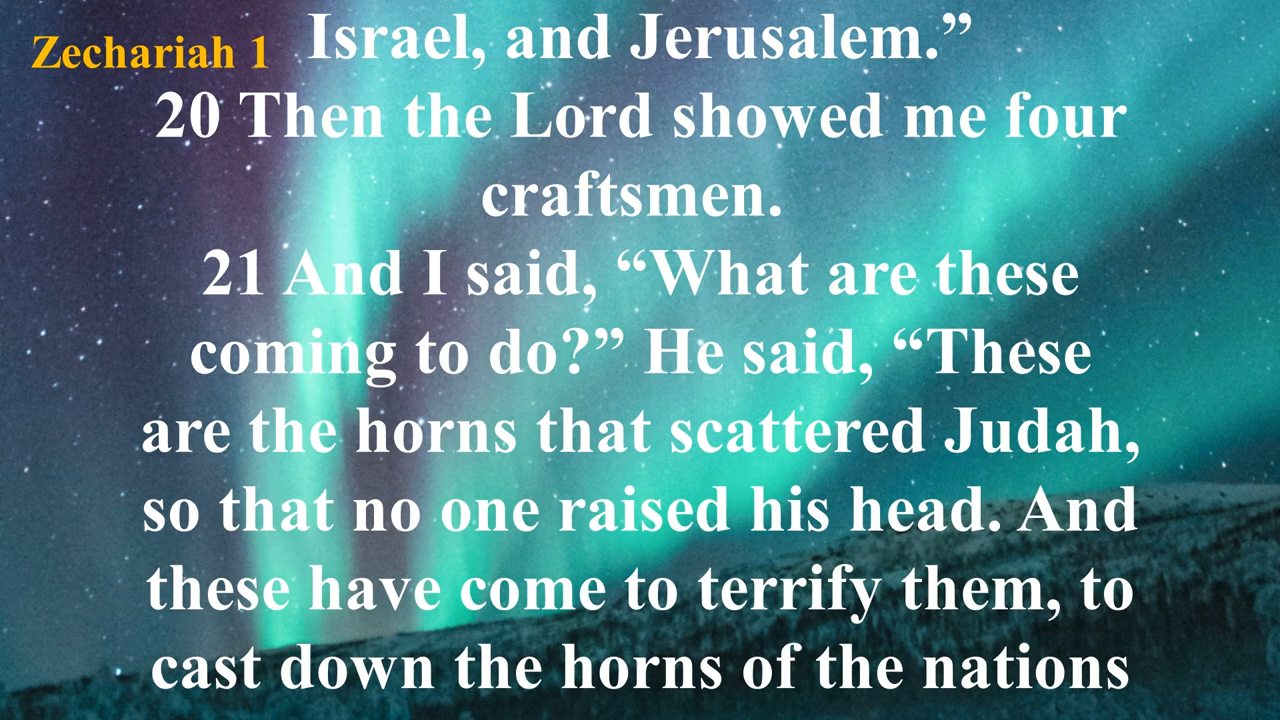 Zechariah 1
Israel, and Jerusalem.”
20 Then the Lord showed me four
craftsmen.
21 And I said, “What are these
coming to do?” He said, “These
are the horns that scattered Judah,
so that no one raised his head. And
these have come to terrify them, to
cast down the horns of the nations